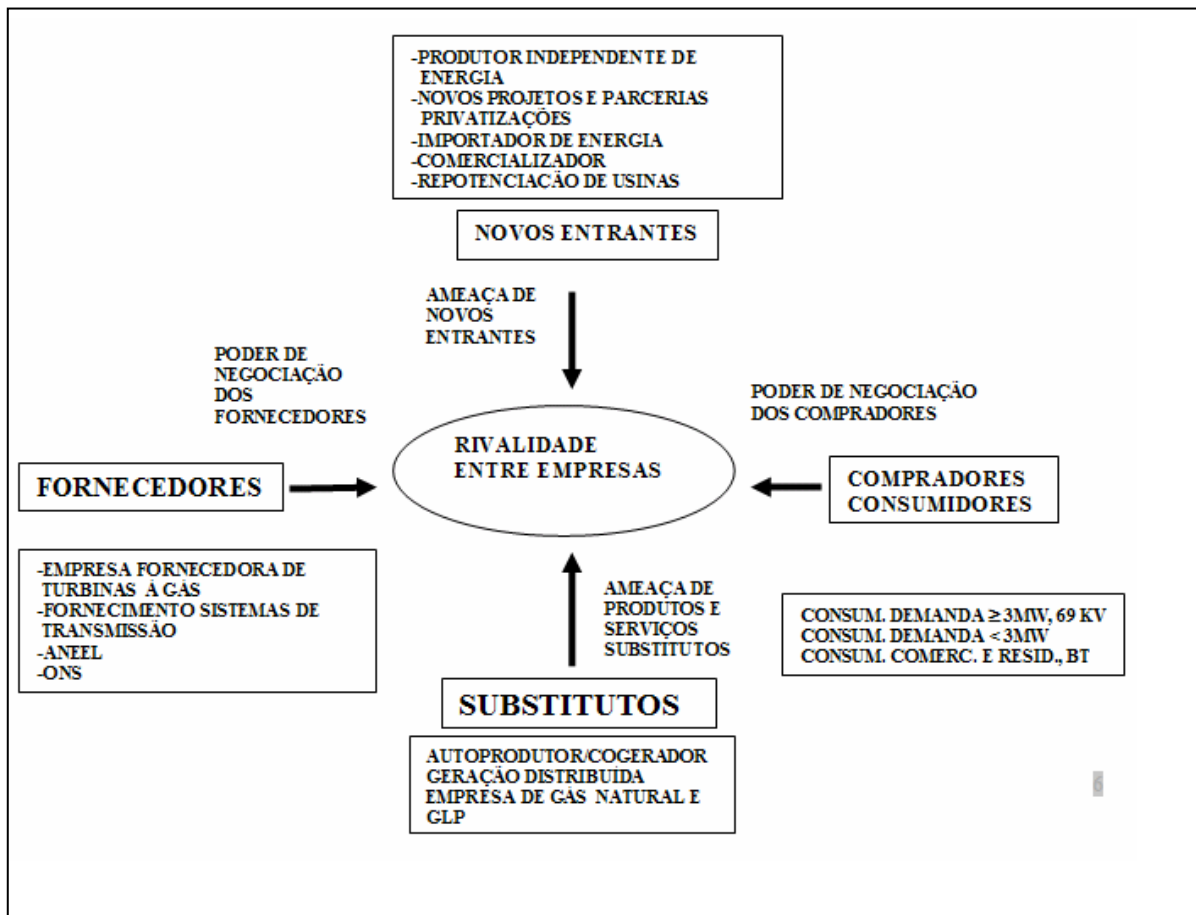 -PRODUTOR INDEPENDENTE DE
ENERGIA
-NOVOS PROJETOS E PARCERIAS
PRIVATIZAÇÕES
-IMPORTADOR DE ENERGIA
-COMERCIALIZADOR
-REPOTENCIAÇÃO DE USINAS
NOVOS ENTRANTES
AMEAÇA DE
NOVOS
ENTRANTES
PODER DE
NEGOCIAÇÃO
DOS
FORNECEDORES
PODER DE NEGOCIAÇÃO
DOS COMPRADORES
RIVALIDADE
ENTRE EMPRESAS
FORNECEDORES
COMPRADORES
CONSUMIDORES
-EMPRESA FORNECEDORA DE
TURBINAS À GÁS
-FORNECIMENTO SISTEMAS DE
TRANSMISSÃO
-ANEEL
-ONS
AMEAÇA DE
PRODUTOS E
SERVIÇOS
SUBSTITUTOS
CONSUM. DEMANDA ≥ 3MW, 69 KV
CONSUM. DEMANDA < 3MW
CONSUM. COMERC. E RESID., BT
SUBSTITUTOS
AUTOPRODUTOR/COGERADOR
GERAÇÃO DISTRIBUÍDA
EMPRESA DE GÁS NATURAL E
GLP
6